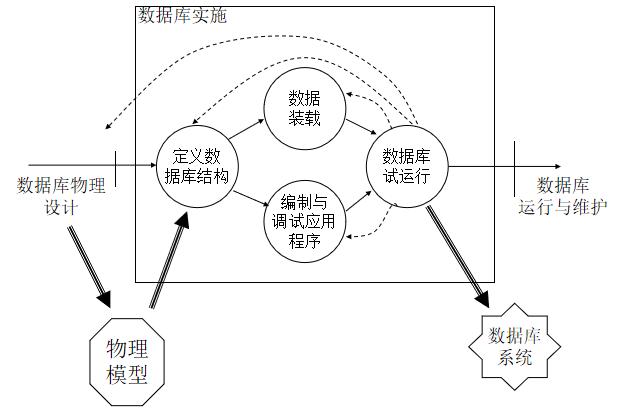 数据库实施
数据
装载
定义数
据库结构
数据库
试运行
数据库物理
设计
编制与
调试应用
程序
数据库
运行与维护
物理
模型
数据库
系统